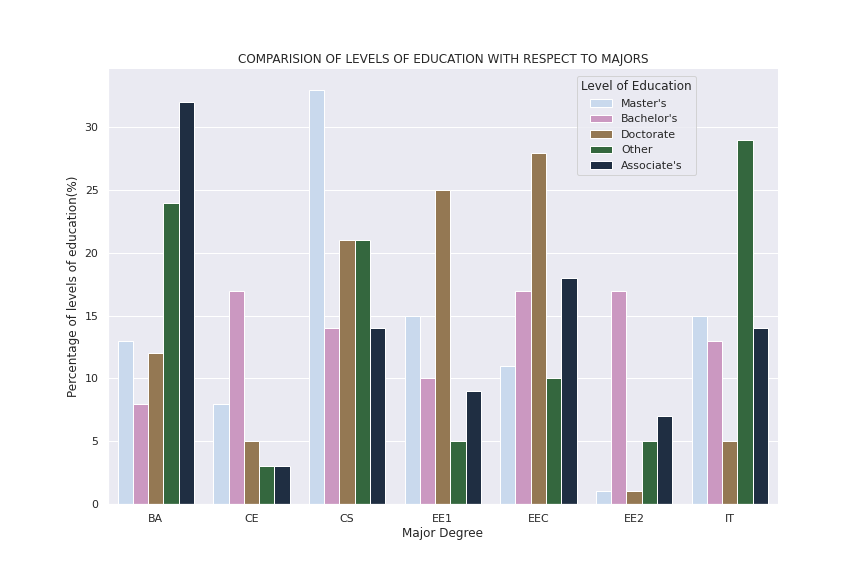 COMPARISION OF LEVELS OF EDUCATION WITH RESPECT TO MAJORS
Level of Education
Master's
Bachelor's
Doctorate
Other
Associate's
Percentage of levels of education(%)
30
25
20
15
10
5
0
BA CE CS EE1 EEC EE2 IT
Major Degree